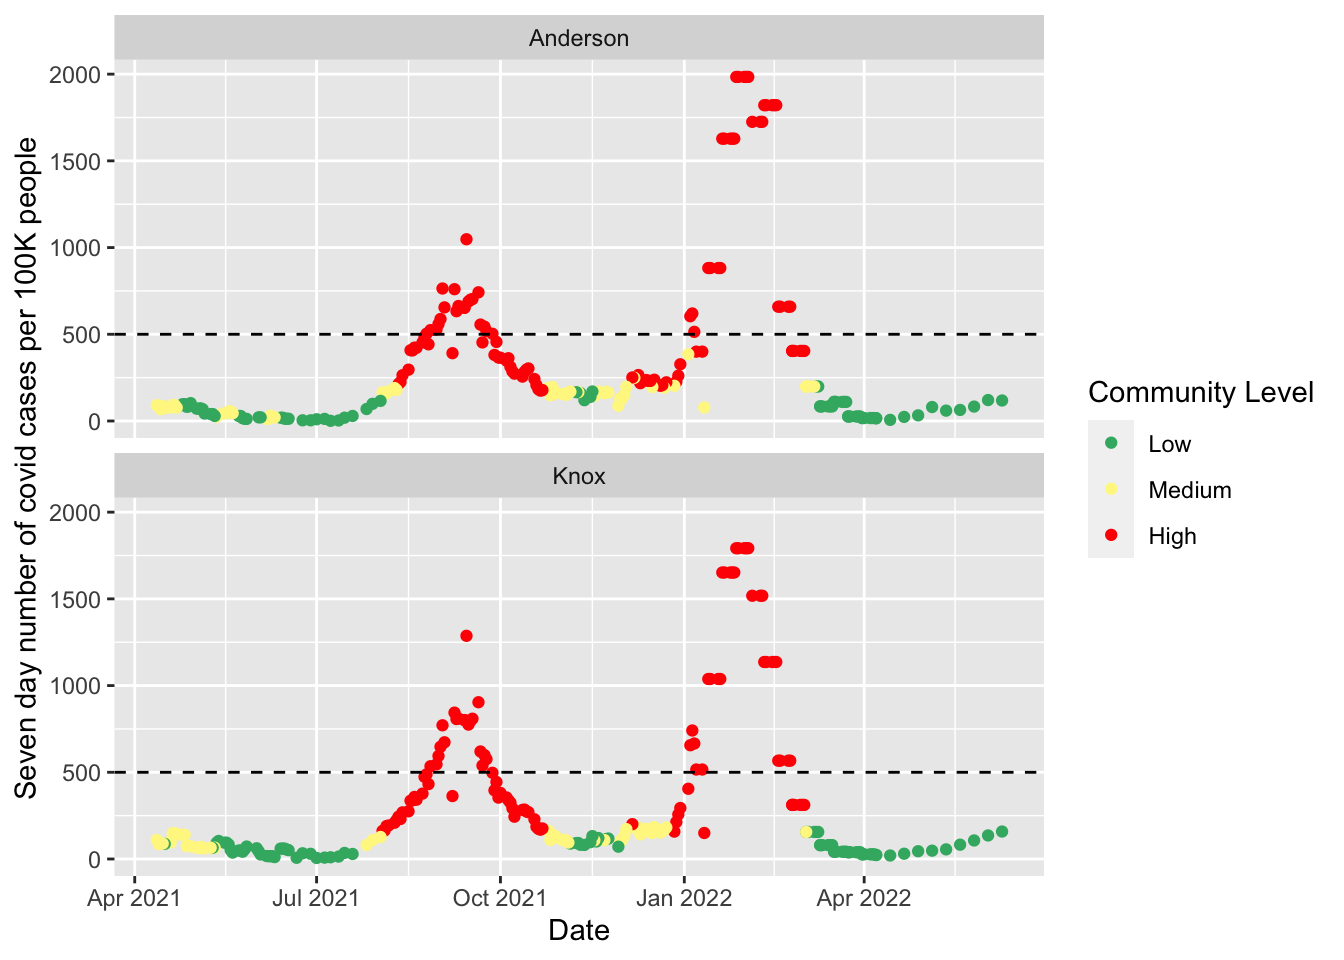 Anderson
2000
1500
1000
500
0
Knox
2000
1500
1000
500
0
Apr 2021 Jul 2021 Oct 2021 Jan 2022 Apr 2022
Date
Seven day number of covid cases per 100K people
Community Level
Low
Medium
High